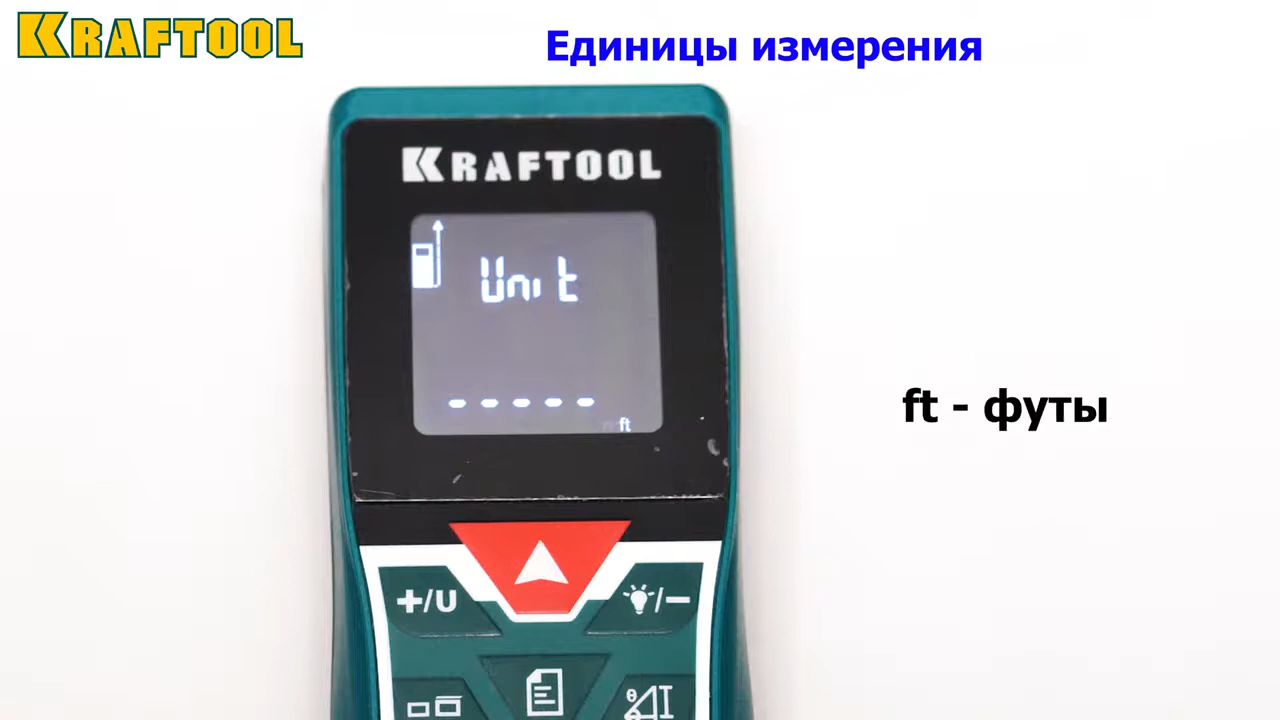 KRAFTOOL
Единицы измерения
KRAFTOOL
Unit
- - - - -
ft
ft - футы
+/U
/-
θ